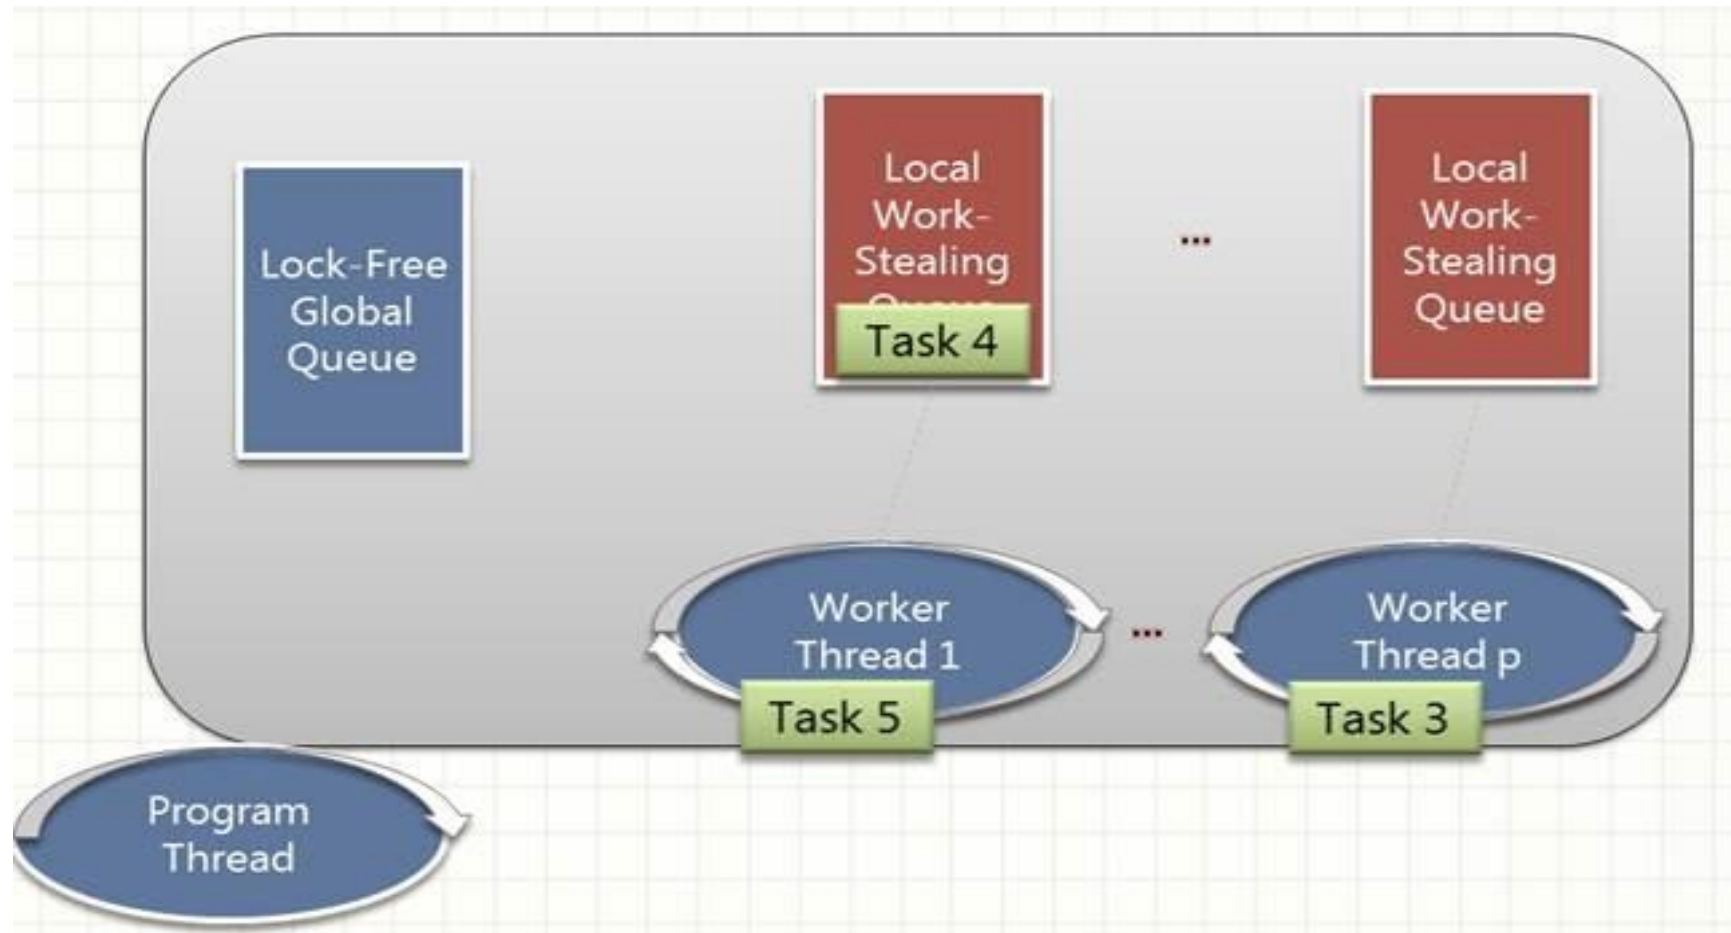 Lock-Free
Global
Queue
Local
Work-
Stealing
Task 4
...
Local
Work-
Stealing
Queue
Worker
Thread 1
Task 5
...
Worker
Thread p
Task 3
Program
Thread